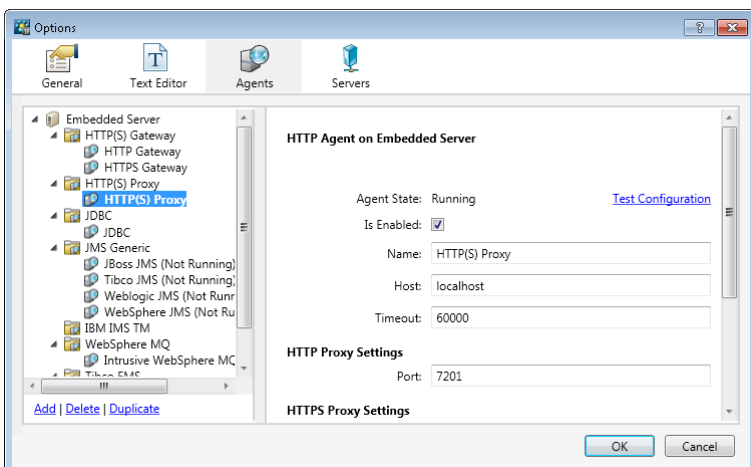 Options
General
Text Editor
Agents
Servers
Embedded Server
HTTP(S) Gateway
HTTP Gateway
HTTPS Gateway
HTTP(S) Proxy
HTTP(S) Proxy
JDBC
JDBC
JMS Generic
JBoss JMS (Not Running)
Tibco JMS (Not Running)
Weblogic JMS (Not Runr
WebSphere JMS (Not Ru
IBM IMS TM
WebSphere MQ
Intrusive WebSphere MQ
Tibco EMS
Add | Delete | Duplicate
HTTP Agent on Embedded Server
Agent State: Running
Test Configuration
Is Enabled:
Name: HTTP(S) Proxy
Host: localhost
Timeout: 60000
HTTP Proxy Settings
Port: 7201
HTTPS Proxy Settings
OK
Cancel